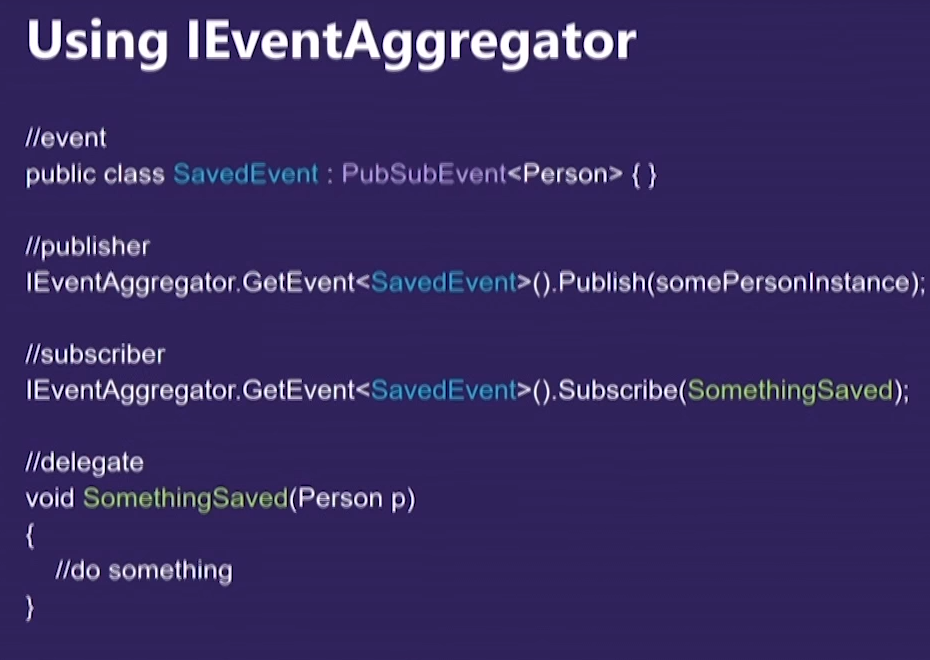 Using IEventAggregator
//event
public class SavedEvent : PubSubEvent<Person> { }
//publisher
IEventAggregator.GetEvent<SavedEvent>().Publish(somePersonInstance);
//subscriber
IEventAggregator.GetEvent<SavedEvent>().Subscribe(SomethingSaved);
//delegate
void SomethingSaved(Person p)
{
//do something
}